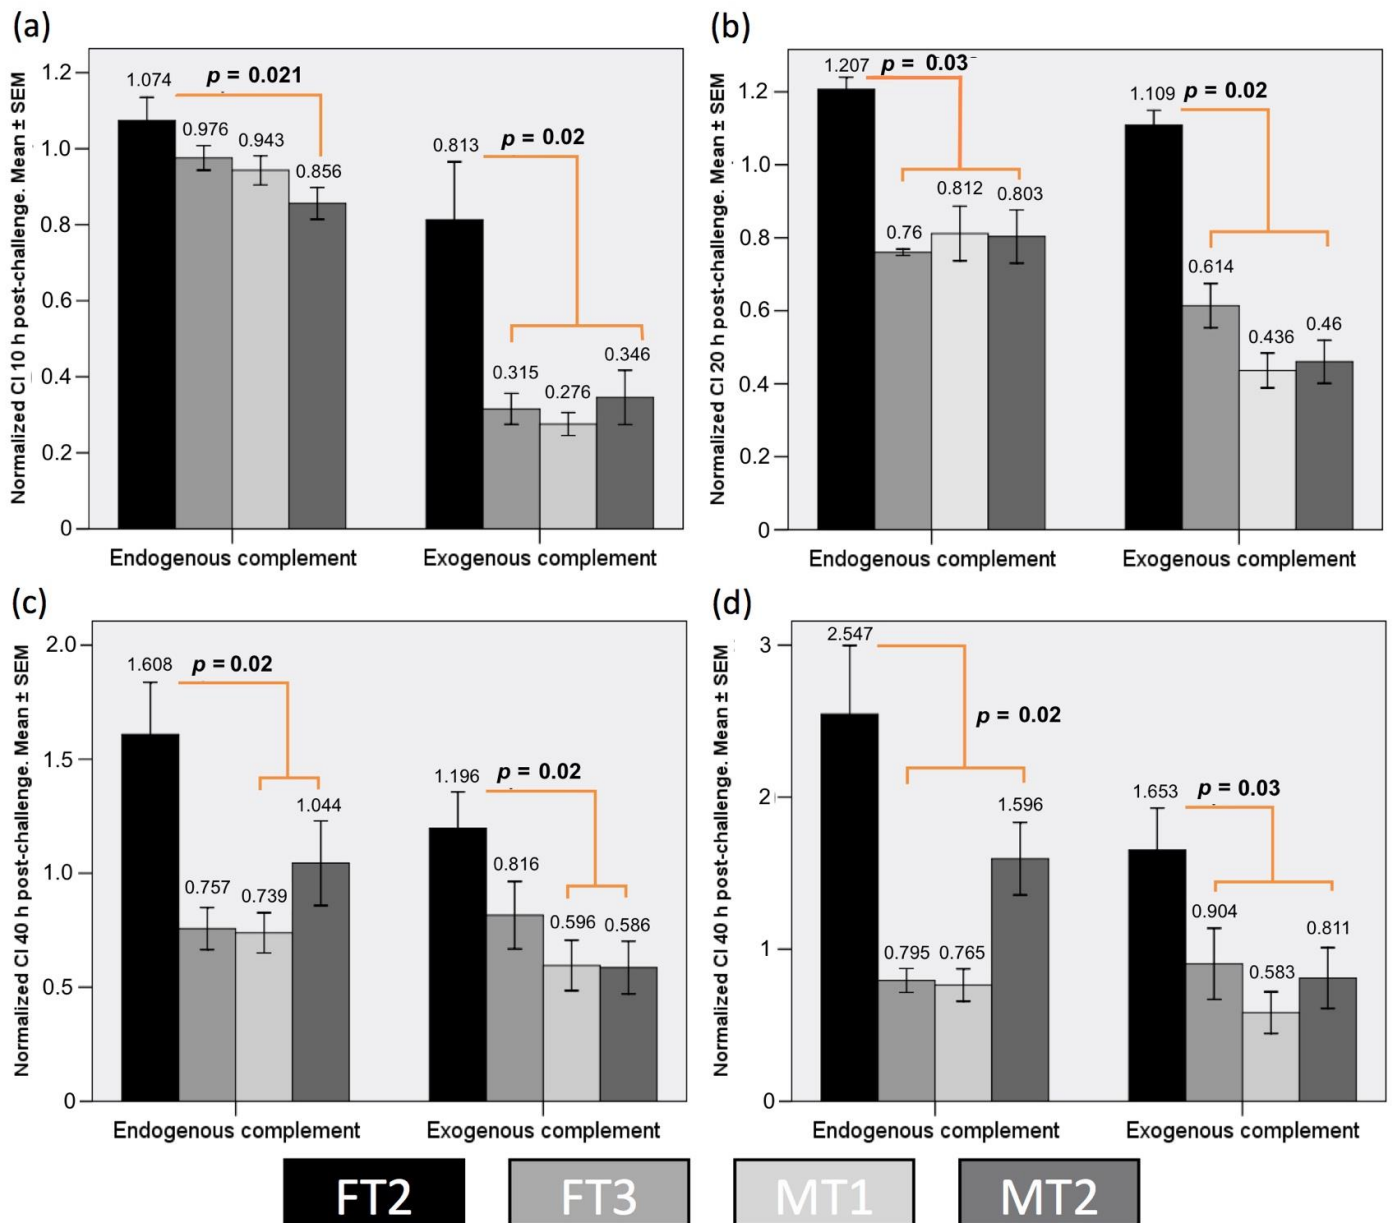 (a)
Normalized CI 10 h post-challenge. Mean ± SEM
1.2
1.0
0.8
0.6
0.4
0.2
0
1.074
p = 0.021
0.976
0.943
0.856
0.813
p = 0.02
0.315
0.276
0.346
Endogenous complement
Exogenous complement
(b)
Normalized CI 20 h post-challenge. Mean ± SEM
1.2
1.0
0.8
0.6
0.4
0.2
0
1.207
p = 0.03
0.76
0.812
0.803
1.109
p = 0.02
0.614
0.436
0.46
Endogenous complement
Exogenous complement
(c)
Normalized CI 40 h post-challenge. Mean ± SEM
2.0
1.5
1.0
0.5
0
1.608
p = 0.02
0.757
0.739
1.044
1.196
p = 0.02
0.816
0.596
0.586
Endogenous complement
Exogenous complement
(d)
Normalized CI 40 h post-challenge. Mean ± SEM
3
2
1
0
2.547
p = 0.02
0.795
0.765
1.596
1.653
p = 0.03
0.904
0.583
0.811
Endogenous complement
Exogenous complement
FT2
FT3
MT1
MT2